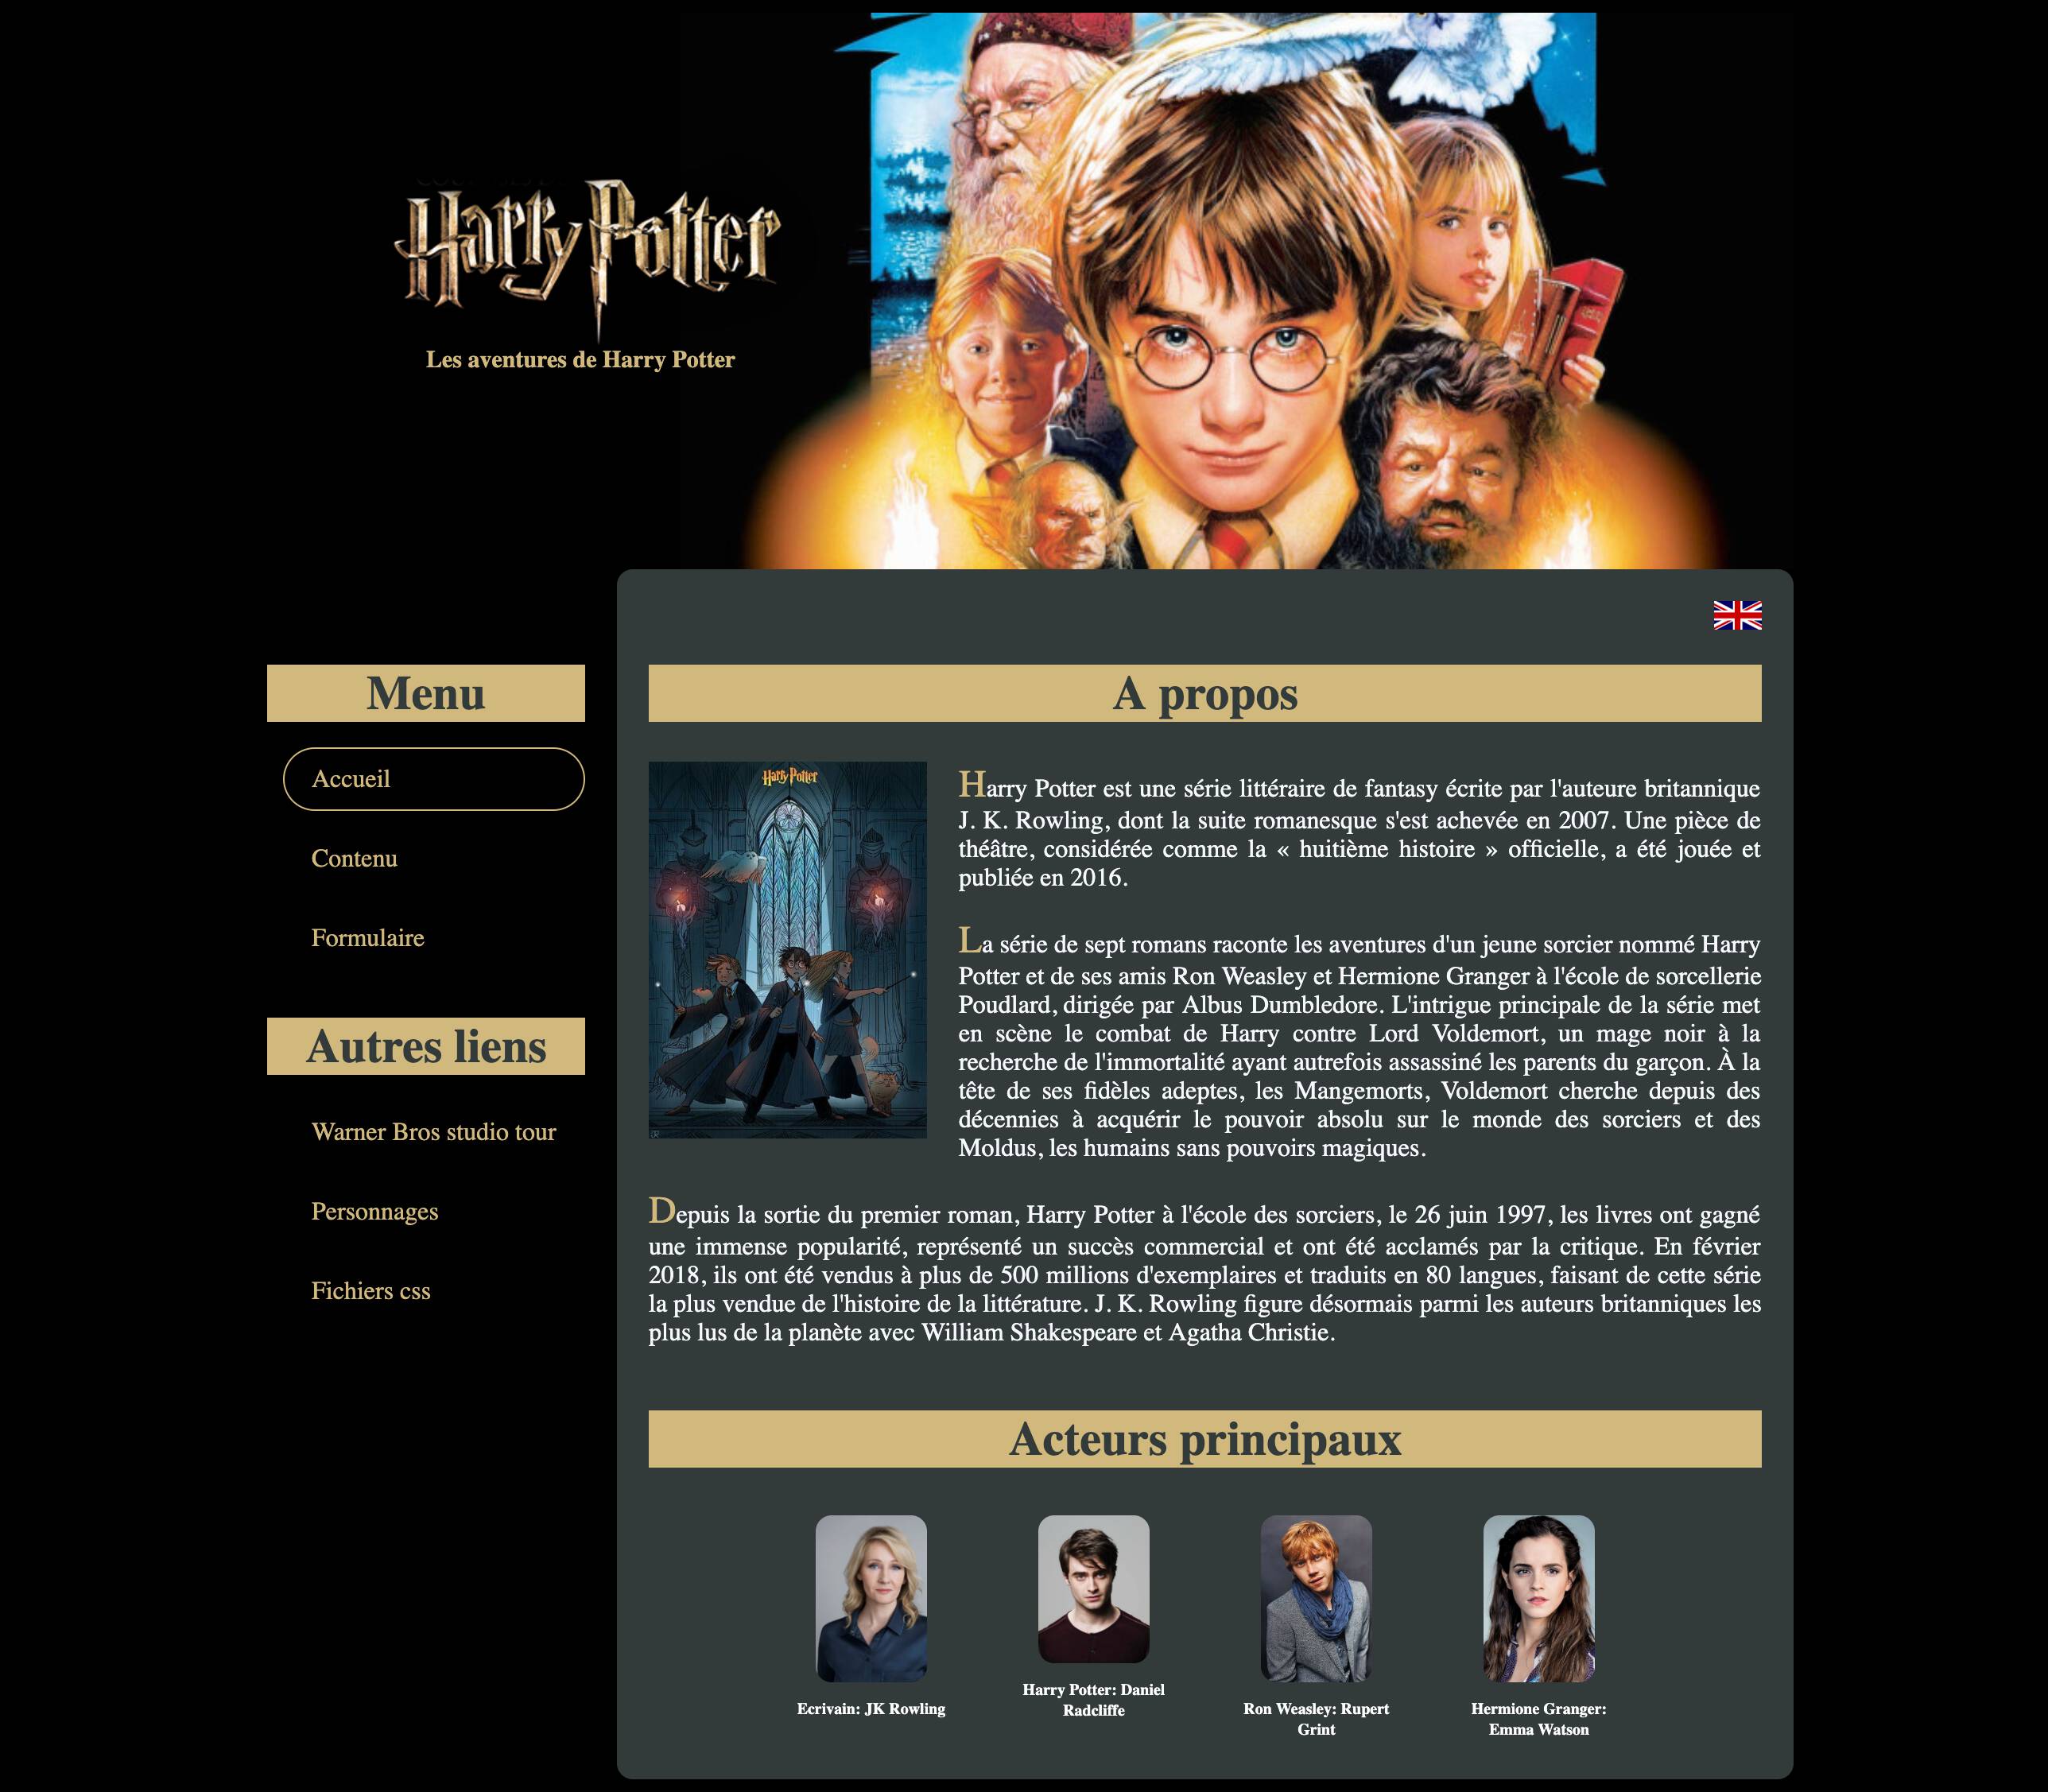 Harry Potter
Les aventures de Harry Potter
Menu
Accueil
Contenu
Formulaire
Autres liens
Warner Bros studio tour
Personnages
Fichiers css
A propos
Harry Potter
Harry Potter est une série littéraire de fantasy écrite par l'auteure britannique
J. K. Rowling, dont la suite romanesque s'est achevée en 2007. Une pièce de
théâtre, considérée comme la « huitième histoire » officielle, a été jouée et
publiée en 2016.
La série de sept romans raconte les aventures d'un jeune sorcier nommé Harry
Potter et de ses amis Ron Weasley et Hermione Granger à l'école de sorcellerie
Poudlard, dirigée par Albus Dumbledore. L'intrigue principale de la série met
en scène le combat de Harry contre Lord Voldemort, un mage noir à la
recherche de l'immortalité ayant autrefois assassiné les parents du garçon. À la
tête de ses fidèles adeptes, les Mangemorts, Voldemort cherche depuis des
décennies à acquérir le pouvoir absolu sur le monde des sorciers et des
Moldus, les humains sans pouvoirs magiques.
Depuis la sortie du premier roman, Harry Potter à l'école des sorciers, le 26 juin 1997, les livres ont gagné
une immense popularité, représenté un succès commercial et ont été acclamés par la critique. En février
2018, ils ont été vendus à plus de 500 millions d'exemplaires et traduits en 80 langues, faisant de cette série
la plus vendue de l'histoire de la littérature. J. K. Rowling figure désormais parmi les auteurs britanniques les
plus lus de la planète avec William Shakespeare et Agatha Christie.
Acteurs principaux
Ecrivain: JK Rowling
Harry Potter: Daniel
Radcliffe
Ron Weasley: Rupert
Grint
Hermione Granger:
Emma Watson